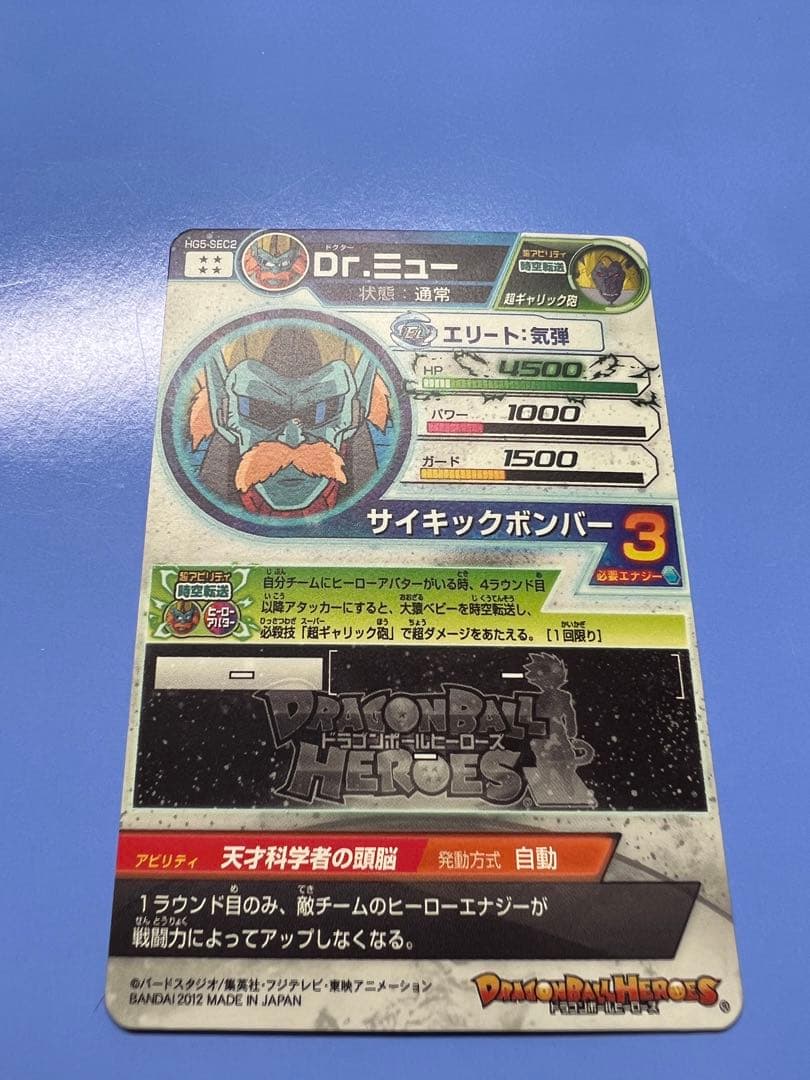 HG5-SEC2
ドクター
Dr.ミュー
状態：通常
超アビリティ
時空転送
超ギャリック砲
エリート：気弾
HP 4500
パワー 1000
ガード 1500
サイキックボンバー 3
必要エナジー
超アビリティ
時空転送
ヒーロー
アバター
自分チームにヒーローアバターがいる時、4ラウンド目
以降アタッカーにすると、大猿ベビーを時空転送し、
必殺技「超ギャリック砲」で超ダメージをあたえる。［1回限り］
DRAGONBALL
ドラゴンボールヒーローズ
HEROES
アビリティ 天才科学者の頭脳 発動方式 自動
1ラウンド目のみ、敵チームのヒーローエナジーが
戦闘力によってアップしなくなる。
©バードスタジオ/集英社・フジテレビ・東映アニメーション
BANDAI 2012 MADE IN JAPAN
DRAGONBALL HEROES
ドラゴンボールヒーローズ